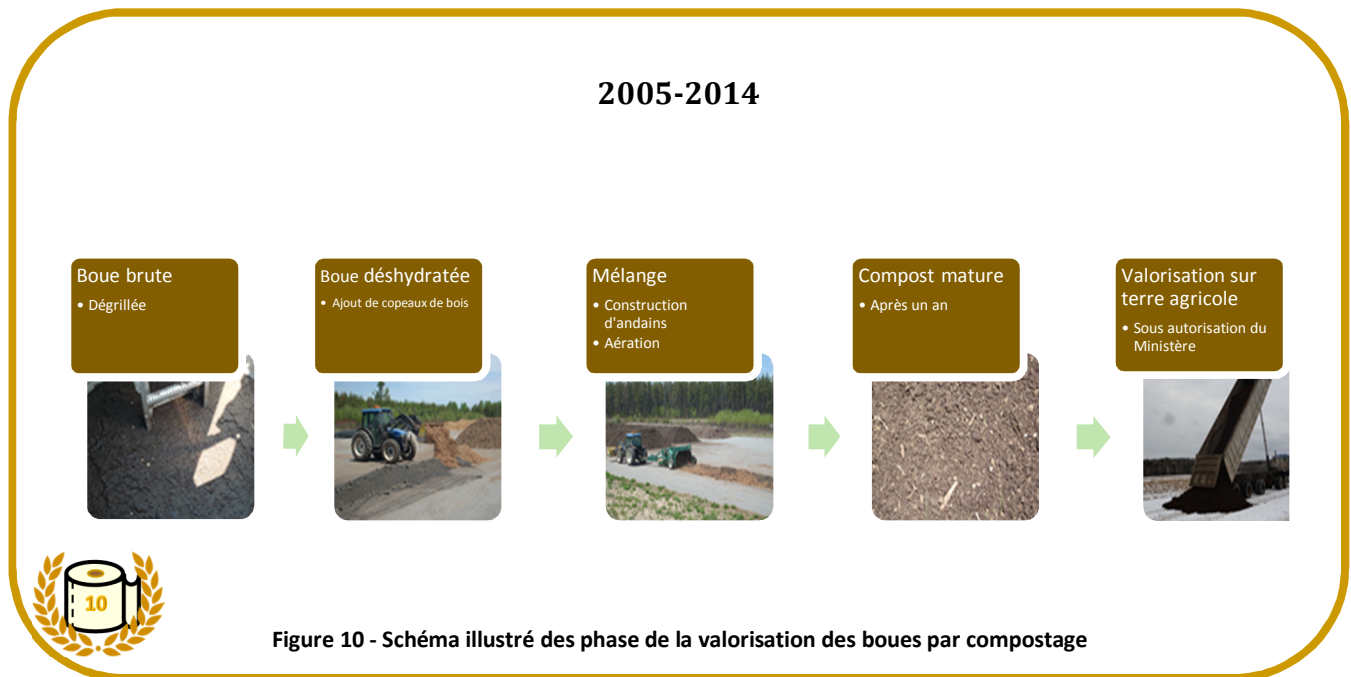 2005-2014
Boue brute
• Dégrillée
Boue déshydratée
• Ajout de copeaux de bois
Mélange
• Construction
d'andains
• Aération
Compost mature
• Après un an
Valorisation sur
terre agricole
• Sous autorisation du
Ministère
10
Figure 10 - Schéma illustré des phase de la valorisation des boues par compostage